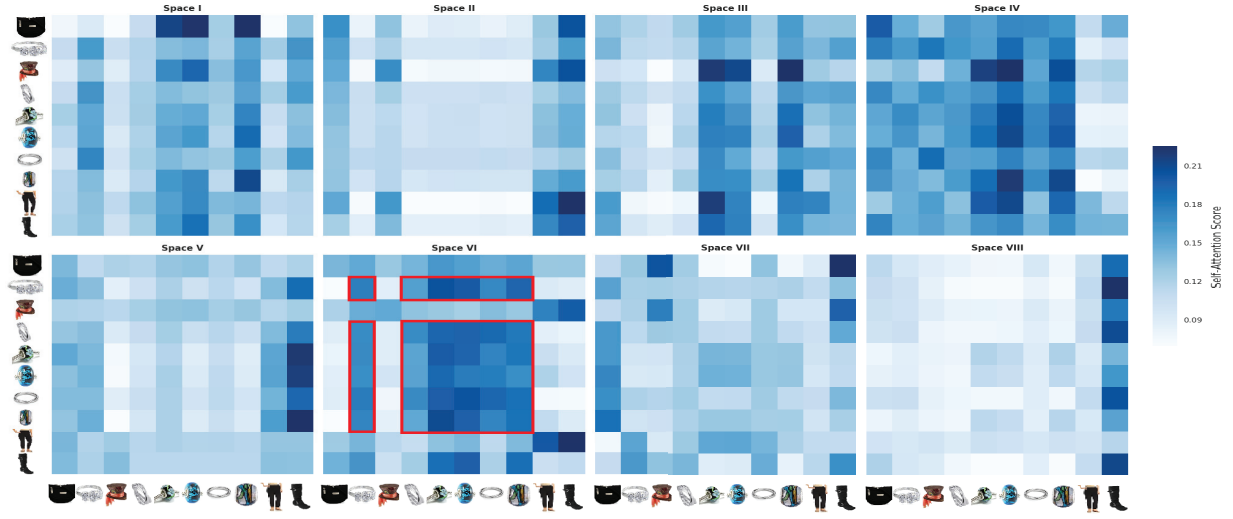 Space I
Space II
Space III
Space IV
Space V
Space VI
Space VII
Space VIII
0.21
0.18
0.15
0.12
0.09
Self-Attention Score